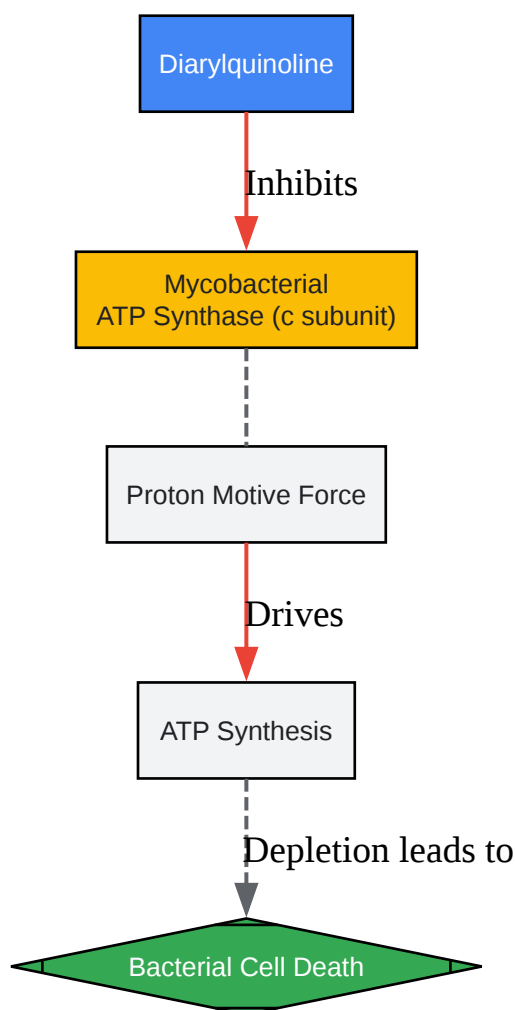 Diarylquinoline
Inhibits
Mycobacterial
ATP Synthase (c subunit)
Proton Motive Force
Drives
ATP Synthesis
Depletion leads to
Bacterial Cell Death